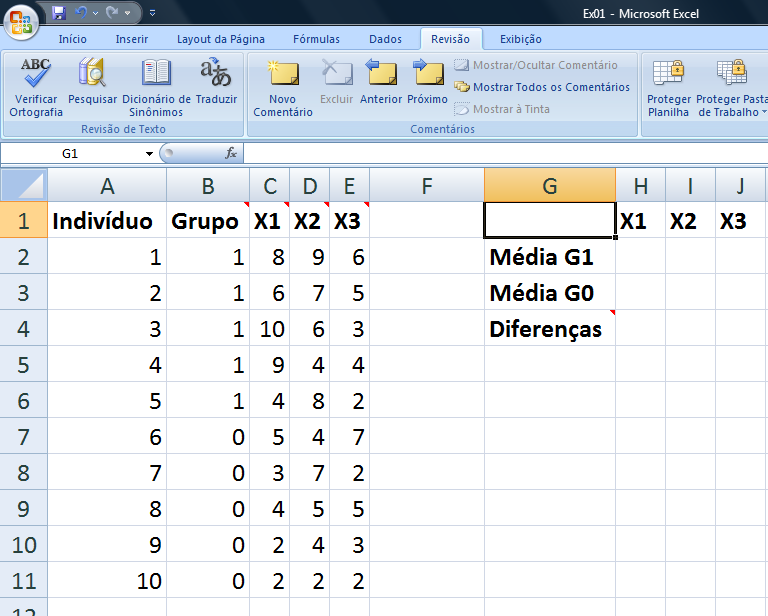 Ex01 - Microsoft Excel
Início Inserir Layout da Página Fórmulas Dados Revisão Exibição
ABC
Verificar Ortografia
Pesquisar
Dicionário de Sinônimos
Traduzir
Revisão de Texto
Novo Comentário
Excluir
Anterior
Próximo
Mostrar/Ocultar Comentário
Mostrar Todos os Comentários
Mostrar à Tinta
Comentários
Proteger Planilha
Proteger Pasta de Trabalho
G1 fx
A B C D E F G H I J
1 Indivíduo Grupo X1 X2 X3 X1 X2 X3
2 1 1 8 9 6 Média G1
3 2 1 6 7 5 Média G0
4 3 1 10 6 3 Diferenças
5 4 1 9 4 4
6 5 1 4 8 2
7 6 0 5 4 7
8 7 0 3 7 2
9 8 0 4 5 5
10 9 0 2 4 3
11 10 0 2 2 2
12